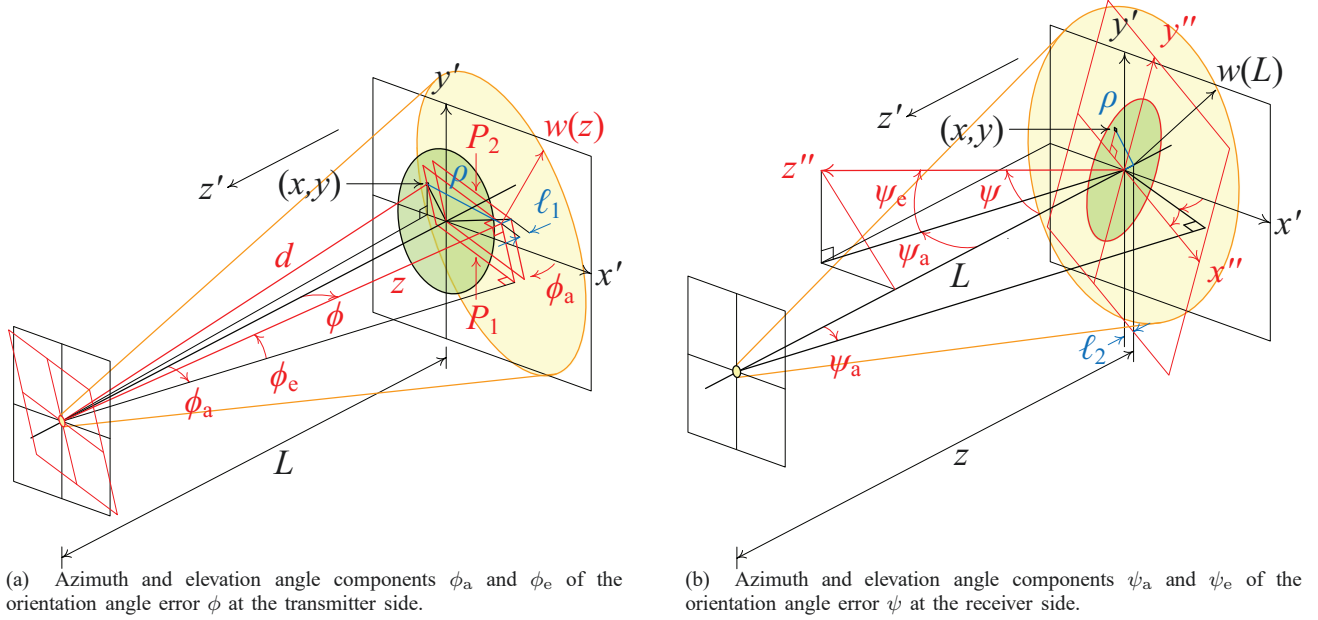 y′
w(z)
P₂
z′
ρ
(x,y)
ℓ₁
d
x′
z
ϕₐ
ϕ
P₁
ϕₑ
ϕₐ
L
(a) Azimuth and elevation angle components ϕₐ and ϕₑ of the
orientation angle error ϕ at the transmitter side.
y′
y′′
w(L)
ρ
z′
(x,y)
z′′
ψₑ
ψ
x′
ψₐ
x′′
L
ℓ₂
ψₐ
z
(b) Azimuth and elevation angle components ψₐ and ψₑ of the
orientation angle error ψ at the receiver side.